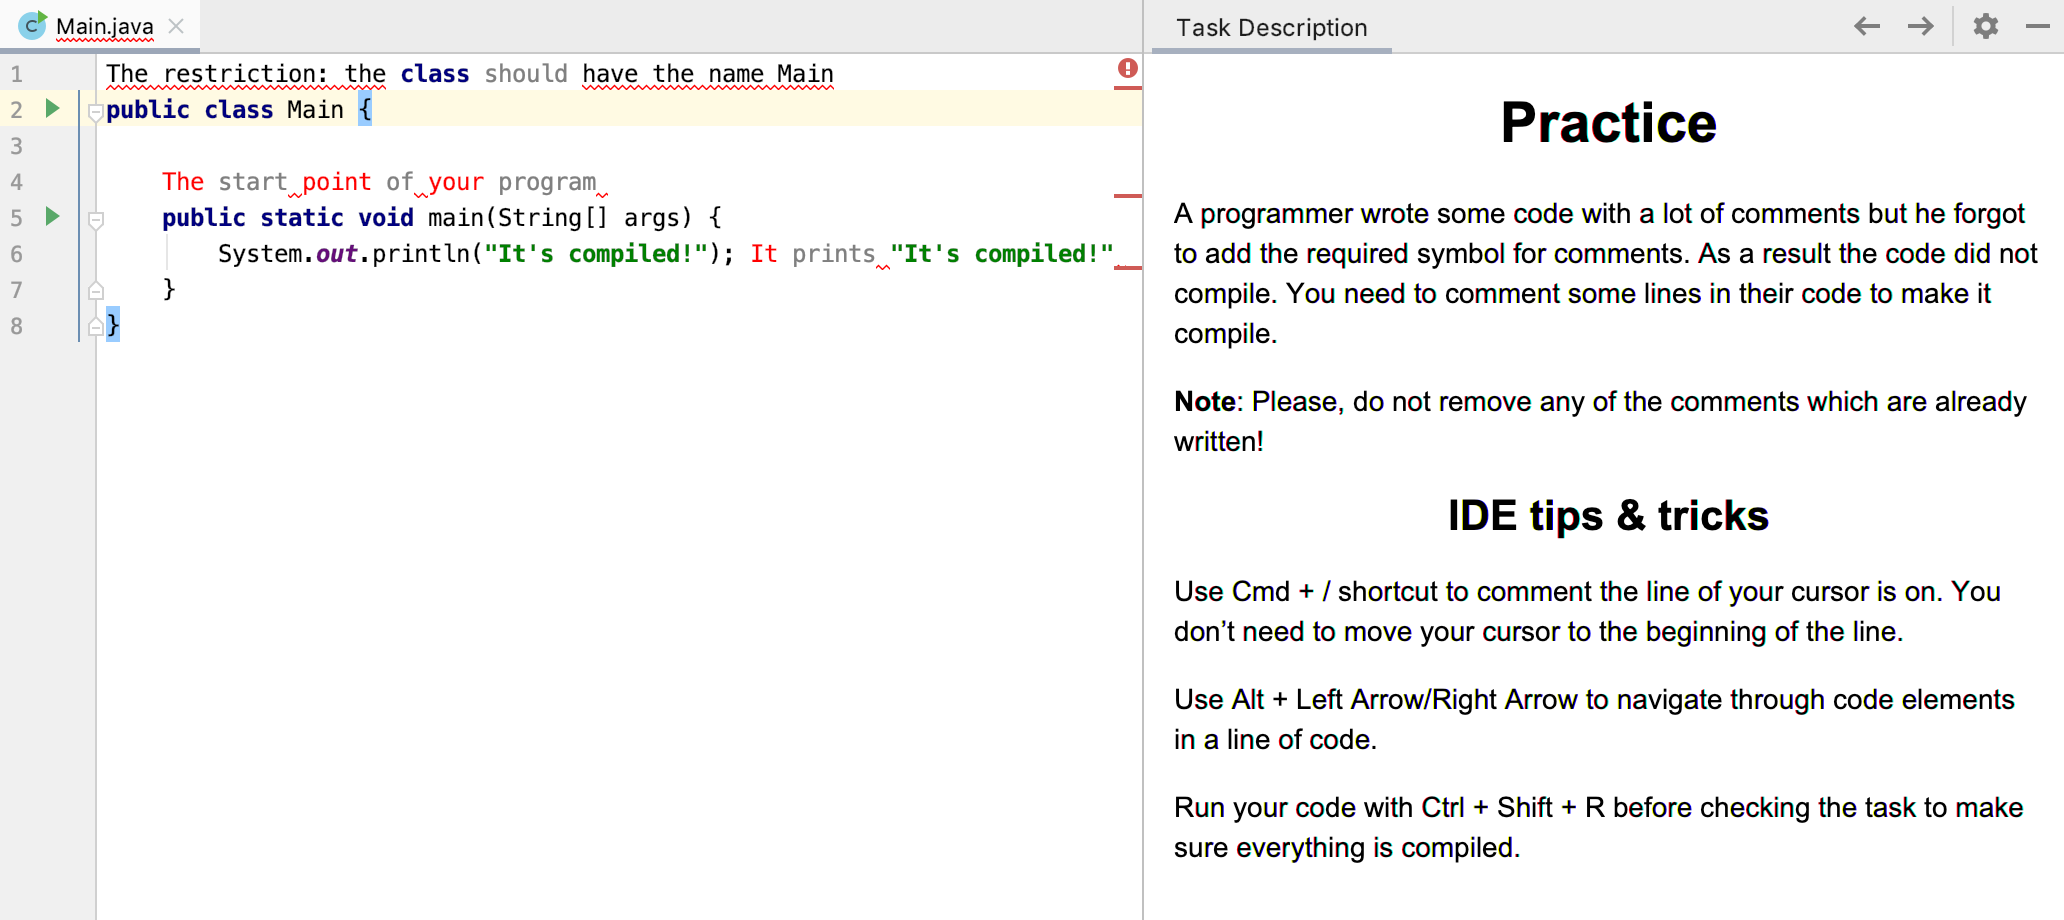 Main.java
Task Description
1 The restriction: the class should have the name Main
2 public class Main {
3
4 The start point of your program
5 public static void main(String[] args) {
6 System.out.println("It's compiled!"); It prints "It's compiled!"
7 }
8 }
Practice
A programmer wrote some code with a lot of comments but he forgot
to add the required symbol for comments. As a result the code did not
compile. You need to comment some lines in their code to make it
compile.
Note: Please, do not remove any of the comments which are already
written!
IDE tips & tricks
Use Cmd + / shortcut to comment the line of your cursor is on. You
don’t need to move your cursor to the beginning of the line.
Use Alt + Left Arrow/Right Arrow to navigate through code elements
in a line of code.
Run your code with Ctrl + Shift + R before checking the task to make
sure everything is compiled.